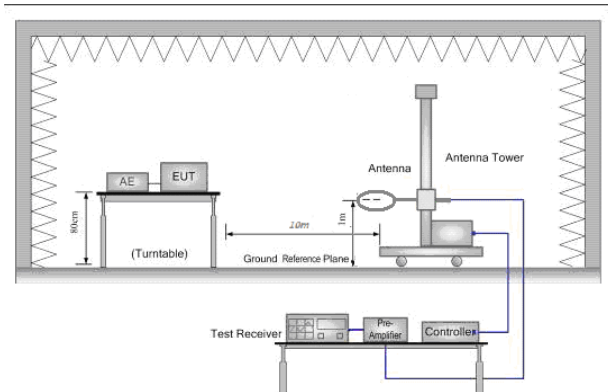 AE
EUT
80cm
(Turntable)
10m
1m
Antenna
Antenna Tower
Ground Reference Plane
Test Receiver
Pre-
Amplifier
Controller